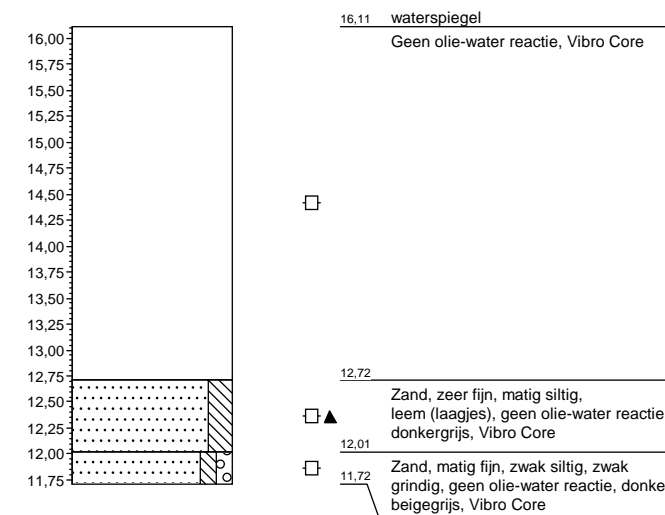 16,11 waterspiegel
16,00
Geen olie-water reactie, Vibro Core
15,75
15,50
15,25
15,00
14,75
14,50
14,25
14,00
13,75
13,50
13,25
13,00
12,75
12,72
12,50
Zand, zeer fijn, matig siltig,
leem (laagjes), geen olie-water reactie
12,25
donkergrijs, Vibro Core
12,01
12,00
Zand, matig fijn, zwak siltig, zwak
11,75
11,72
grindig, geen olie-water reactie, donke
beigegrijs, Vibro Core